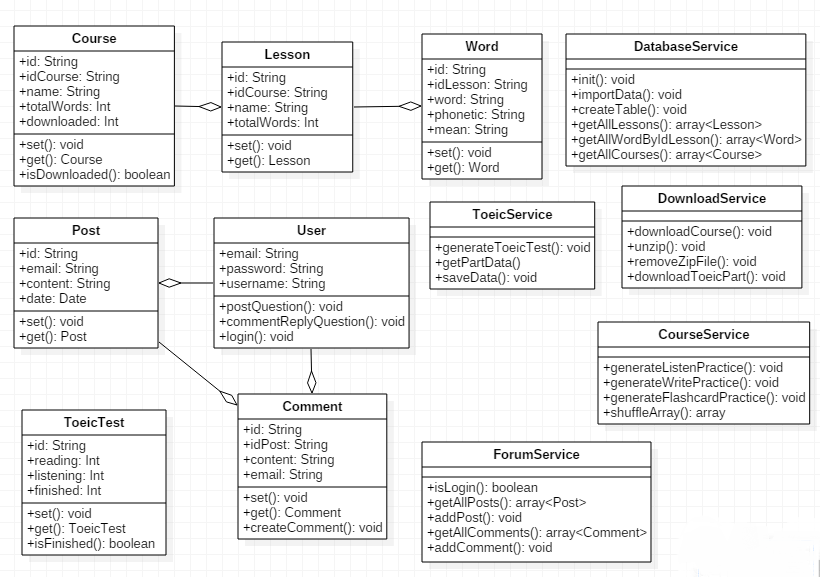 Course
+id: String
+idCourse: String
+name: String
+totalWords: Int
+downloaded: Int
+set(): void
+get(): Course
+isDownloaded(): boolean
Lesson
+id: String
+idCourse: String
+name: String
+totalWords: Int
+set(): void
+get(): Lesson
Word
+id: String
+idLesson: String
+word: String
+phonetic: String
+mean: String
+set(): void
+get(): Word
DatabaseService
+init(): void
+importData(): void
+createTable(): void
+getAllLessons(): array<Lesson>
+getAllWordByIdLesson(): array<Word>
+getAllCourses(): array<Course>
Post
+id: String
+email: String
+content: String
+date: Date
+set(): void
+get(): Post
User
+email: String
+password: String
+username: String
+postQuestion(): void
+commentReplyQuestion(): void
+login(): void
ToeicService
+generateToeicTest(): void
+getPartData()
+saveData(): void
DownloadService
+downloadCourse(): void
+unzip(): void
+removeZipFile(): void
+downloadToeicPart(): void
CourseService
+generateListenPractice(): void
+generateWritePractice(): void
+generateFlashcardPractice(): void
+shuffleArray(): array
ToeicTest
+id: String
+reading: Int
+listening: Int
+finished: Int
+set(): void
+get(): ToeicTest
+isFinished(): boolean
Comment
+id: String
+idPost: String
+content: String
+email: String
+set(): void
+get(): Comment
+createComment(): void
ForumService
+isLogin(): boolean
+getAllPosts(): array<Post>
+addPost(): void
+getAllComments(): array<Comment>
+addComment(): void